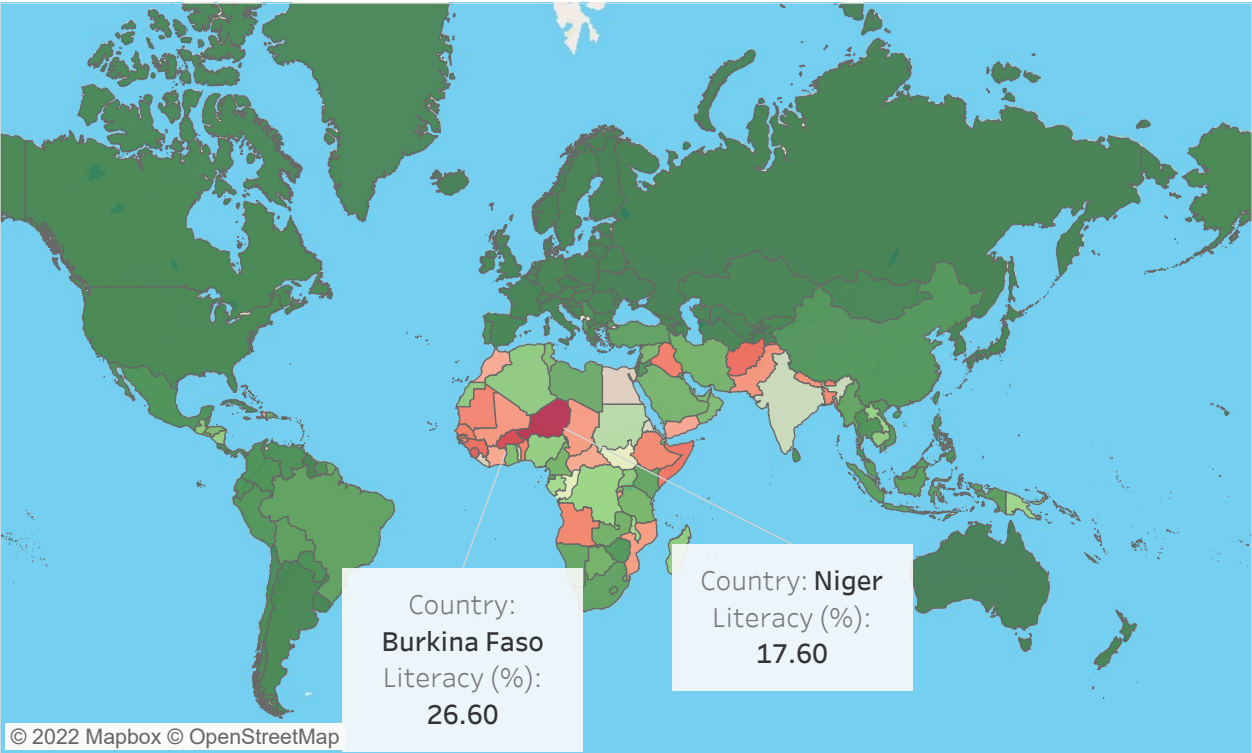 Country:
Burkina Faso
Literacy (%):
26.60
Country: Niger
Literacy (%):
17.60
© 2022 Mapbox © OpenStreetMap